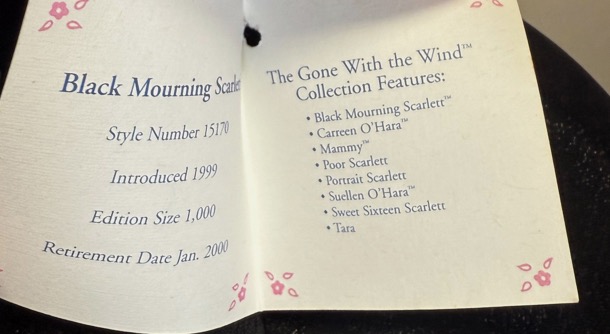 Black Mourning Scarlett
Style Number 15170
Introduced 1999
Edition Size 1,000
Retirement Date Jan. 2000
The Gone With the Wind™
Collection Features:
• Black Mourning Scarlett™
• Carreen O'Hara™
• Mammy™
• Poor Scarlett
• Portrait Scarlett
• Suellen O'Hara™
• Sweet Sixteen Scarlett
• Tara